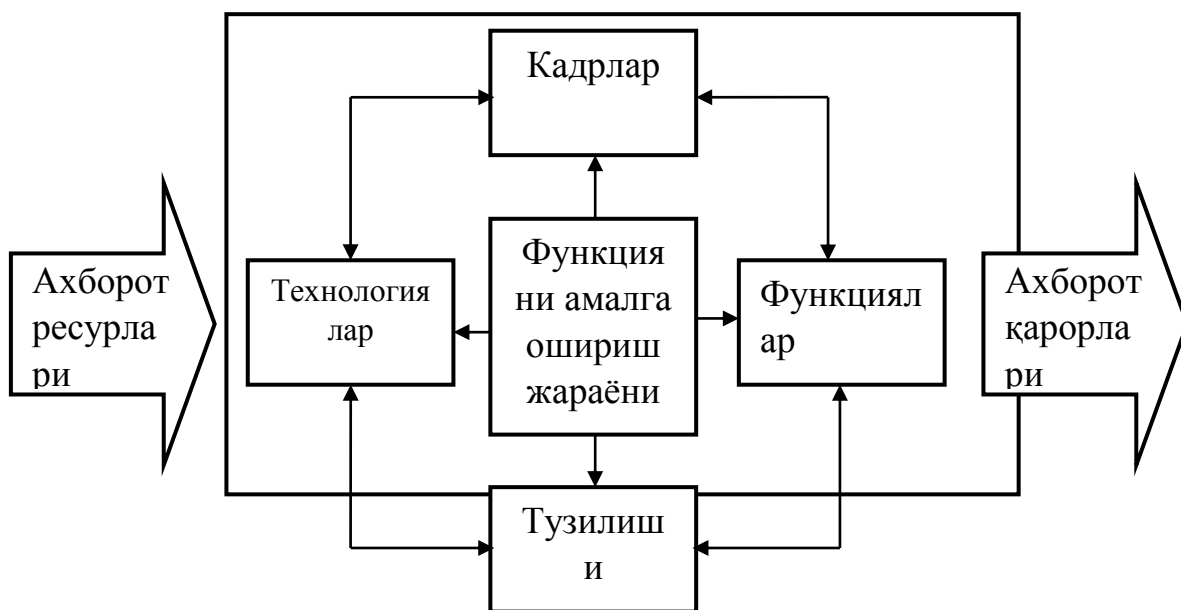 Кадрлар
Ахборот
ресурла
ри
Технология
лар
Функция
ни амалга
ошириш
жараёни
Функциял
ар
Ахборот
қарорла
ри
Тузилиш
и